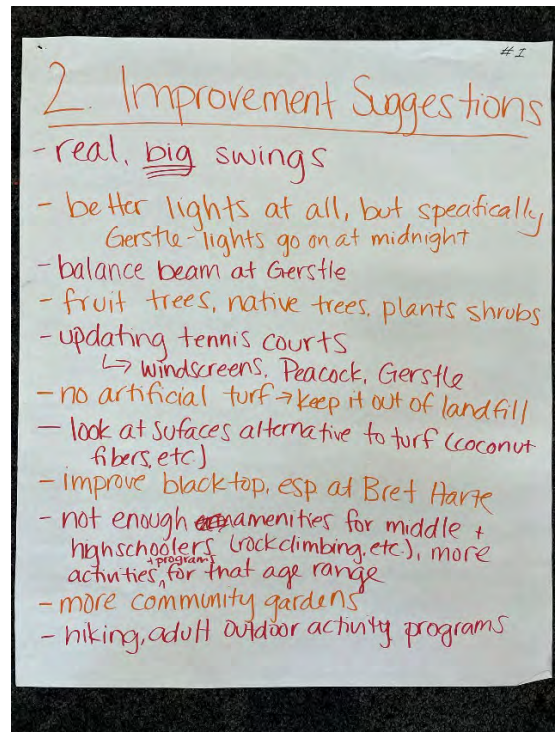 #1
2. Improvement Suggestions
- real, big swings
- better lights at all, but speafically
Gerstle - lights go on at midnight
- balance beam at Gerstle
- fruit trees, native trees, plants shrubs
- updating tennis courts
↳ windscreens, Peacock, Gerstle
- no artificial turf → keep it out of landfill
- look at sufaces alternative to turf (coconut
fibers, etc.)
- improve blacktop, esp at Bret Harte
- not enough amenities for middle +
highschoolers (rockclimbing, etc.), more
activities, + program for that age range
- more community gardens
- hiking, adult outdoor activity programs